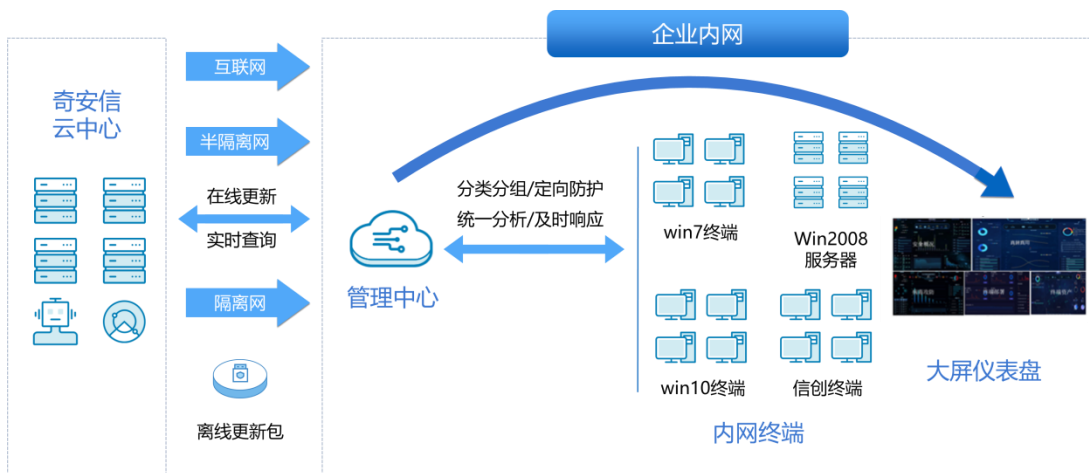 企业内网
奇安信
云中心
互联网
半隔离网
在线更新
实时查询
隔离网
离线更新包
管理中心
分类分组/定向防护
统一分析/及时响应
win7终端
Win2008
服务器
win10终端
信创终端
内网终端
大屏仪表盘